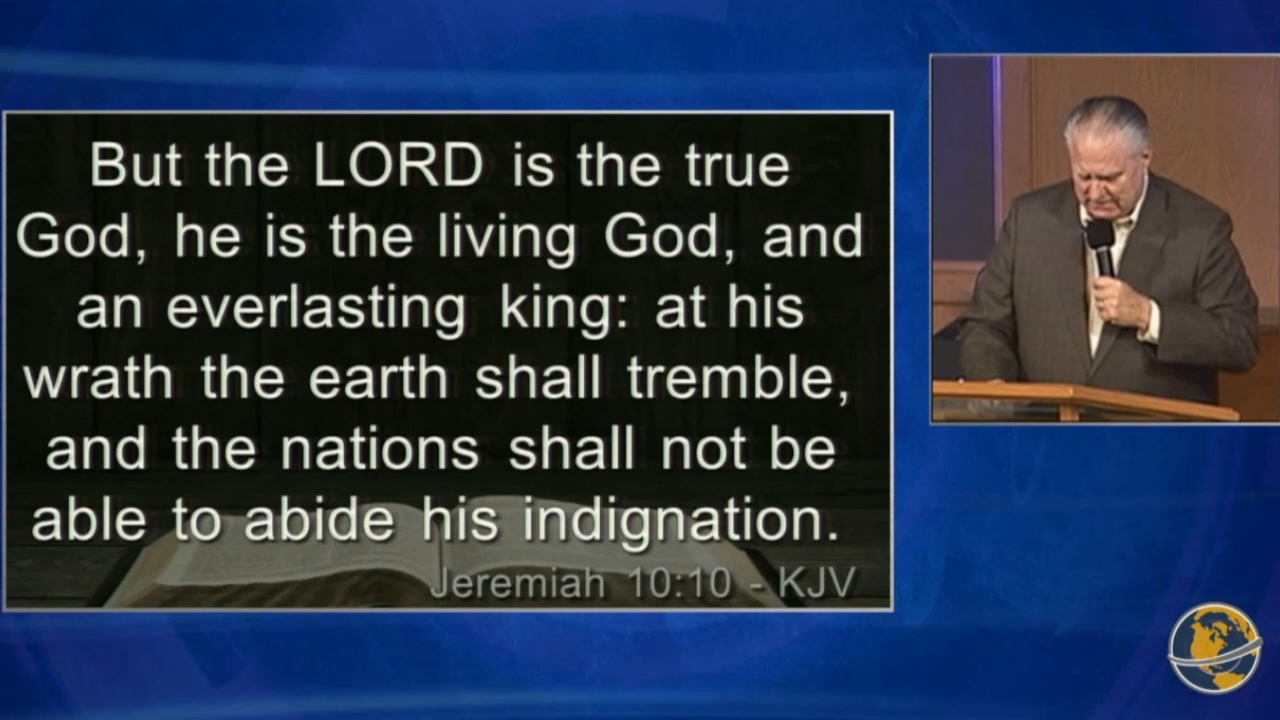 But the LORD is the true
God, he is the living God, and
an everlasting king: at his
wrath the earth shall tremble,
and the nations shall not be
able to abide his indignation.
Jeremiah 10:10 - KJV